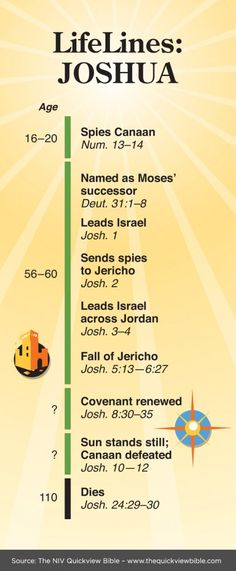 LifeLines:
JOSHUA
Age
16–20
Spies Canaan
Num. 13–14
Named as Moses’
successor
Deut. 31:1–8
Leads Israel
Josh. 1
56–60
Sends spies
to Jericho
Josh. 2
Leads Israel
across Jordan
Josh. 3–4
Fall of Jericho
Josh. 5:13—6:27
?
Covenant renewed
Josh. 8:30–35
?
Sun stands still;
Canaan defeated
Josh. 10—12
110
Dies
Josh. 24:29–30
Source: The NIV Quickview Bible – www.thequickviewbible.com